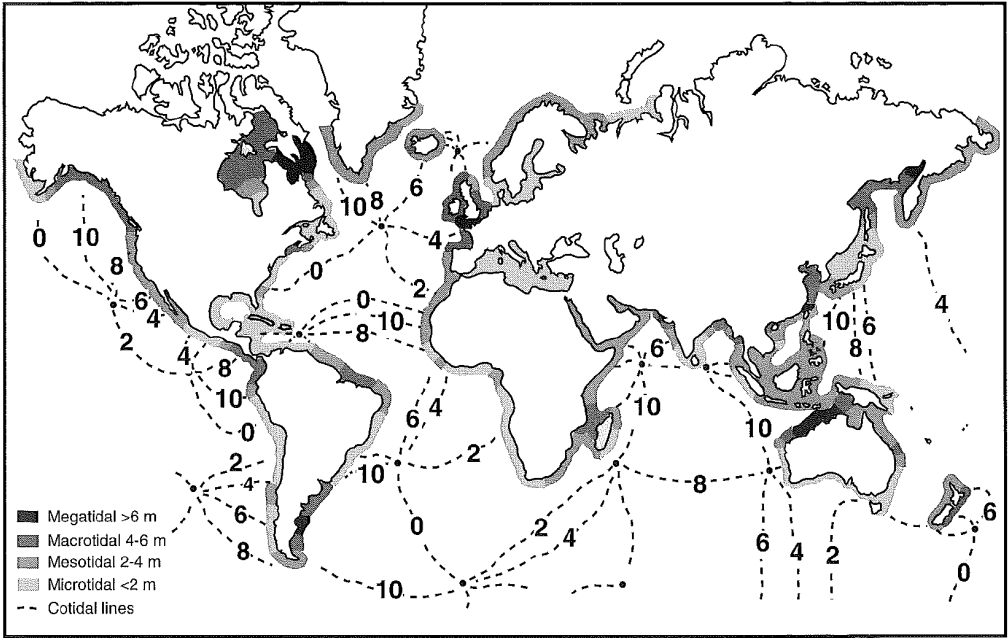 10 8 6
0 10 4
8 0
6 2
4 0
2 10
8
4 8 6
10 6
0 4 10
2 10 2
4 6
8 0
10
2
4
8
10
6 4 2
10 6
8
4
6
0
Megatidal >6 m
Macrotidal 4-6 m
Mesotidal 2-4 m
Microtidal <2 m
Cotidal lines